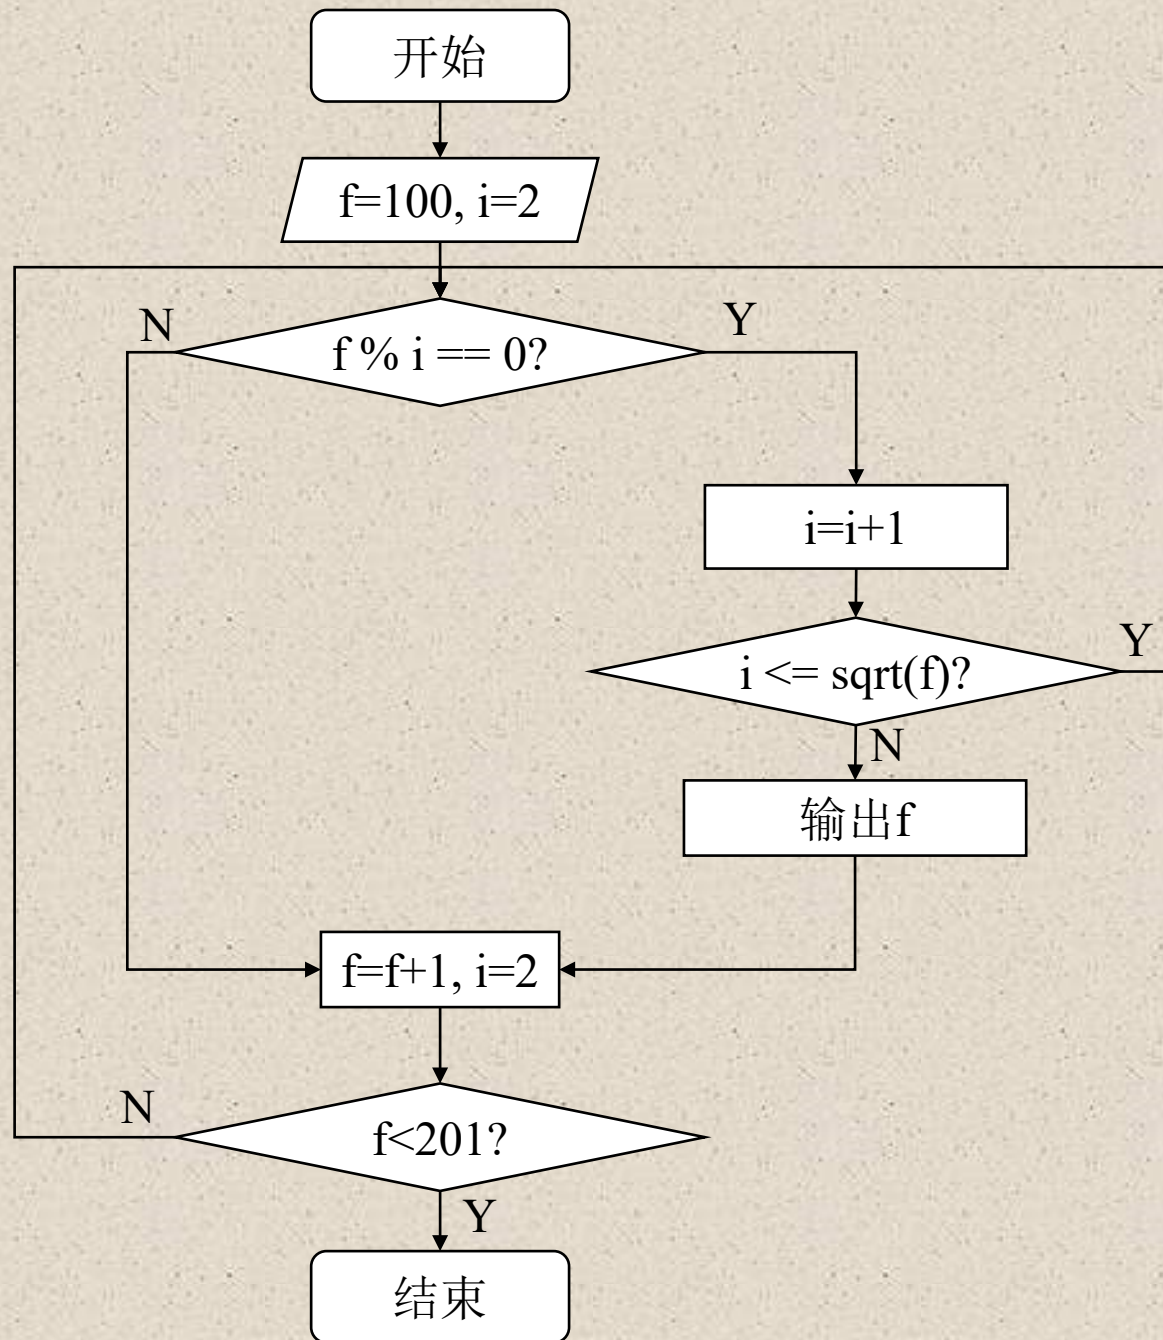 开始
f=100, i=2
N
Y
f % i == 0?
i=i+1
Y
i <= sqrt(f)?
N
输出f
f=f+1, i=2
N
f<201?
Y
结束